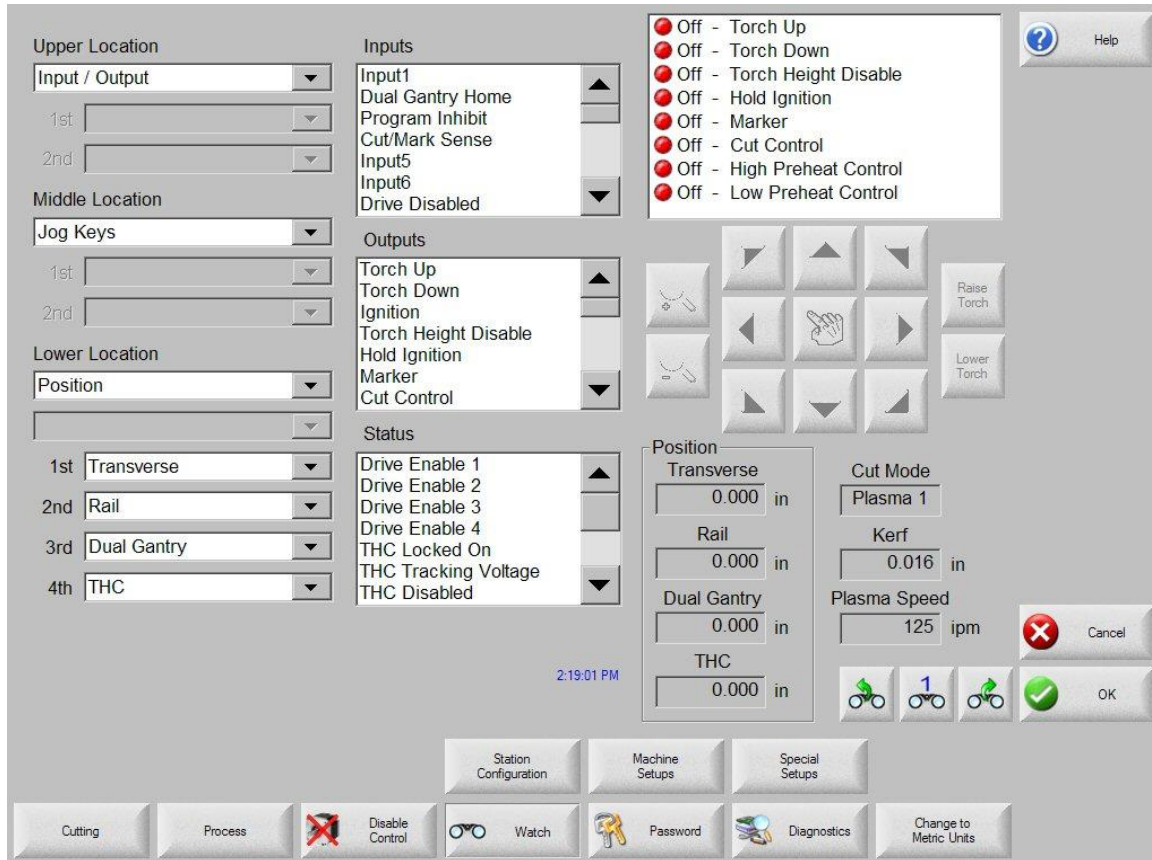 Upper Location
Input / Output
1st
2nd
Middle Location
Jog Keys
1st
2nd
Lower Location
Position
1st Transverse
2nd Rail
3rd Dual Gantry
4th THC
Inputs
Input1
Dual Gantry Home
Program Inhibit
Cut/Mark Sense
Input5
Input6
Drive Disabled
Outputs
Torch Up
Torch Down
Ignition
Torch Height Disable
Hold Ignition
Marker
Cut Control
Status
Drive Enable 1
Drive Enable 2
Drive Enable 3
Drive Enable 4
THC Locked On
THC Tracking Voltage
THC Disabled
2:19:01 PM
Off - Torch Up
Off - Torch Down
Off - Torch Height Disable
Off - Hold Ignition
Off - Marker
Off - Cut Control
Off - High Preheat Control
Off - Low Preheat Control
Raise
Torch
Lower
Torch
Position
Transverse
0.000 in
Rail
0.000 in
Dual Gantry
0.000 in
THC
0.000 in
Cut Mode
Plasma 1
Kerf
0.016 in
Plasma Speed
125 ipm
1
Help
Cancel
OK
Station
Configuration
Machine
Setups
Special
Setups
Cutting
Process
Disable
Control
Watch
Password
Diagnostics
Change to
Metric Units